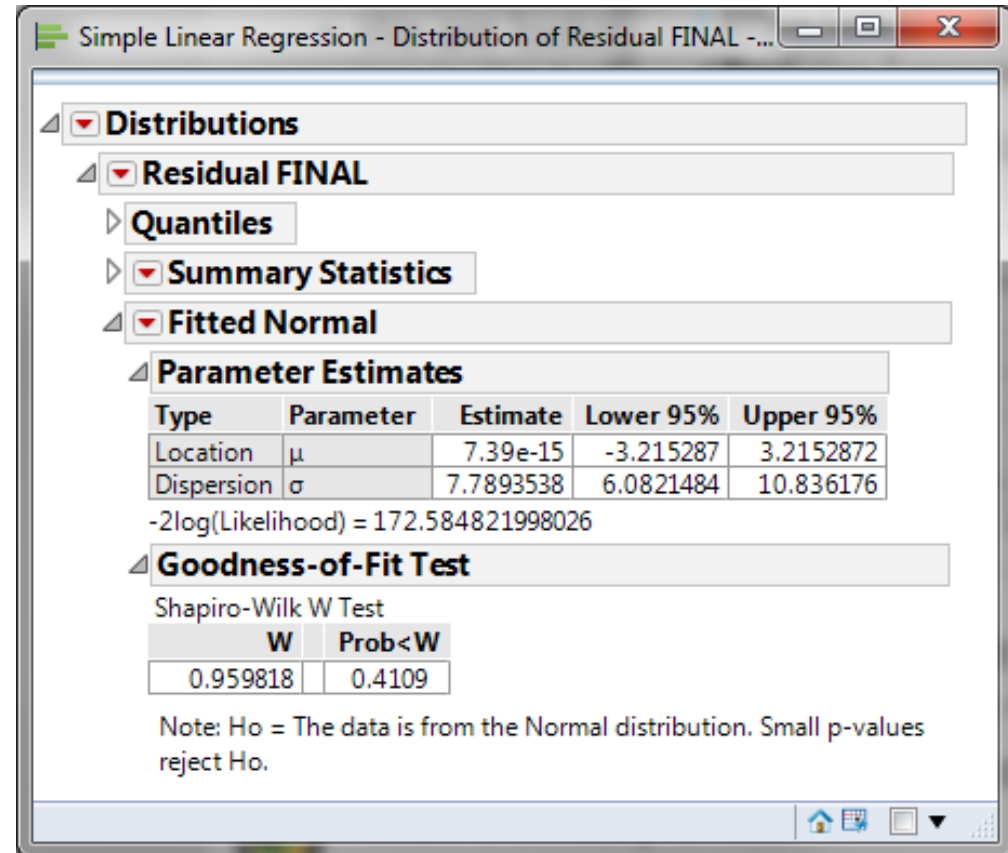 Simple Linear Regression - Distribution of Residual FINAL -...
Distributions
Residual FINAL
Quantiles
Summary Statistics
Fitted Normal
Parameter Estimates
Type Parameter Estimate Lower 95% Upper 95%
Location μ 7.39e-15 -3.215287 3.2152872
Dispersion σ 7.7893538 6.0821484 10.836176
-2log(Likelihood) = 172.584821998026
Goodness-of-Fit Test
Shapiro-Wilk W Test
W Prob<W
0.959818 0.4109
Note: Ho = The data is from the Normal distribution. Small p-values
reject Ho.